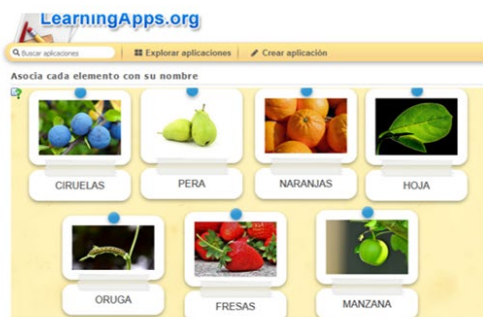 LearningApps.org
Buscar aplicaciones
Explorar aplicaciones
Crear aplicación
Asocia cada elemento con su nombre
CIRUELAS
PERA
NARANJAS
HOJA
ORUGA
FRESAS
MANZANA